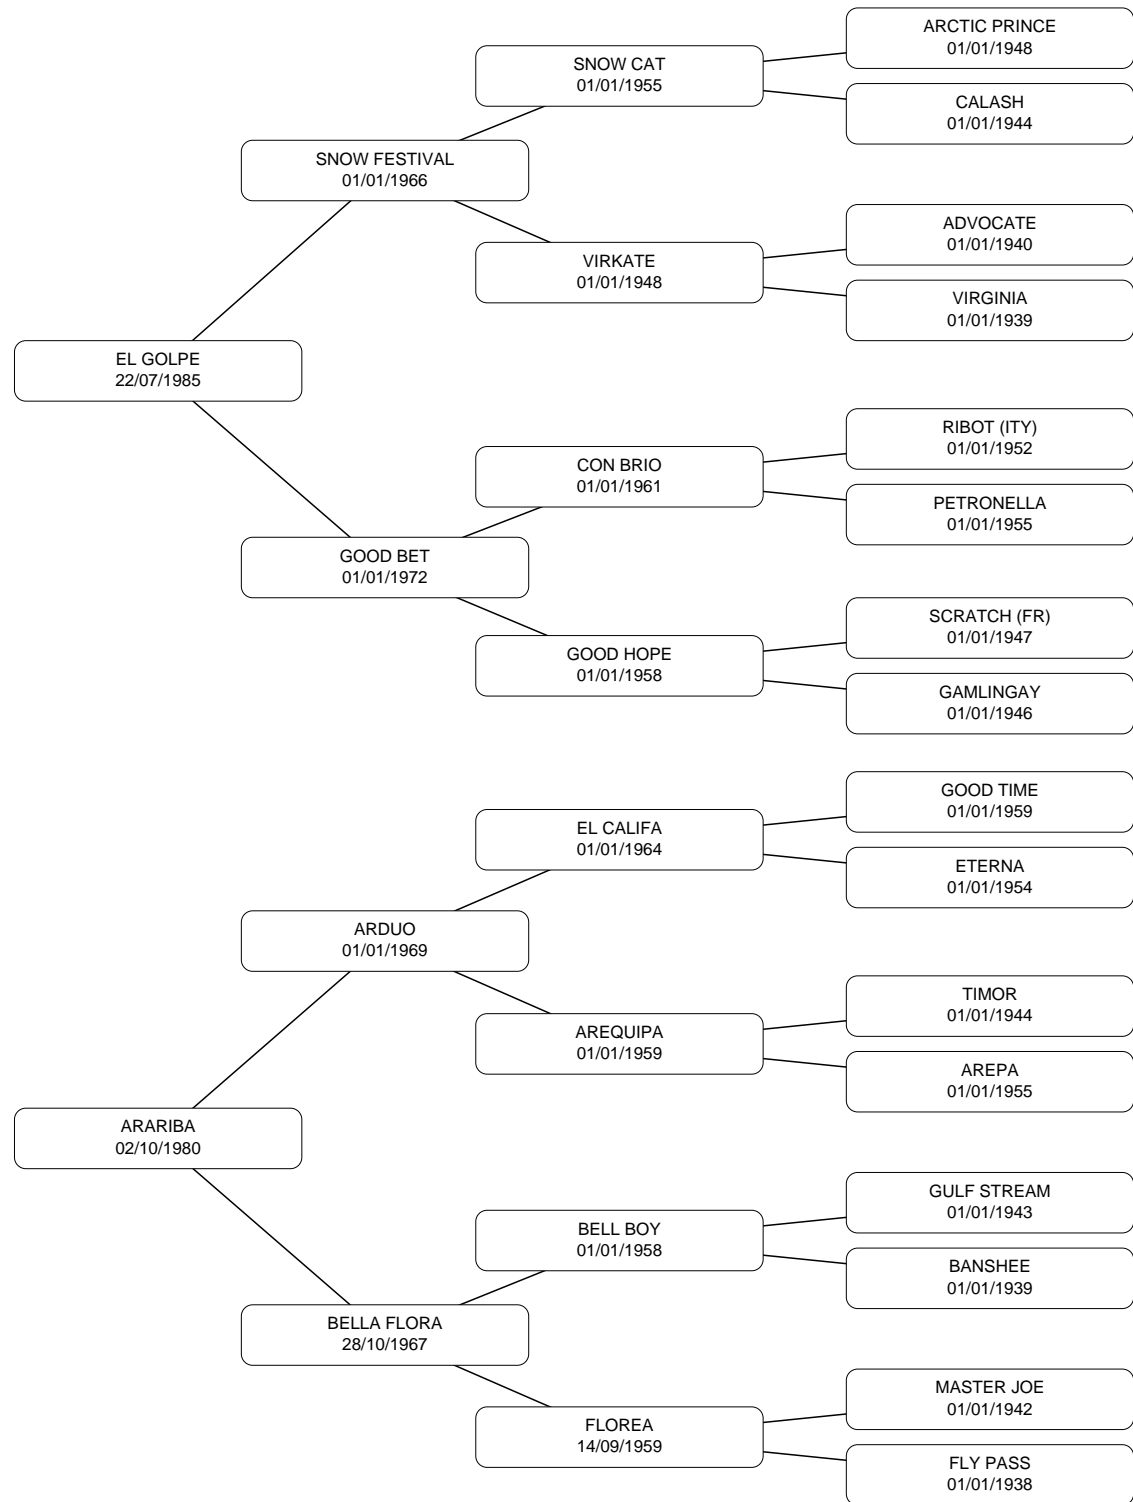 ARCTIC PRINCE
01/01/1948
SNOW CAT
01/01/1955
CALASH
01/01/1944
SNOW FESTIVAL
01/01/1966
ADVOCATE
01/01/1940
VIRKATE
01/01/1948
VIRGINIA
01/01/1939
EL GOLPE
22/07/1985
RIBOT (ITY)
01/01/1952
CON BRIO
01/01/1961
PETRONELLA
01/01/1955
GOOD BET
01/01/1972
SCRATCH (FR)
01/01/1947
GOOD HOPE
01/01/1958
GAMLINGAY
01/01/1946
GOOD TIME
01/01/1959
EL CALIFA
01/01/1964
ETERNA
01/01/1954
ARDUO
01/01/1969
TIMOR
01/01/1944
AREQUIPA
01/01/1959
AREPA
01/01/1955
ARARIBA
02/10/1980
GULF STREAM
01/01/1943
BELL BOY
01/01/1958
BANSHEE
01/01/1939
BELLA FLORA
28/10/1967
MASTER JOE
01/01/1942
FLOREA
14/09/1959
FLY PASS
01/01/1938